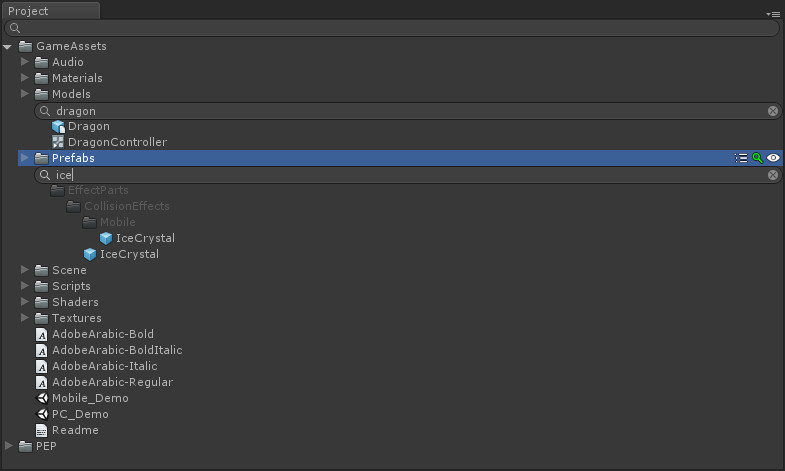 Project
GameAssets
Audio
Materials
Models
dragon
Dragon
DragonController
Prefabs
ice
EffectParts
CollisionEffects
Mobile
IceCrystal
IceCrystal
Scene
Scripts
Shaders
Textures
AdobeArabic-Bold
AdobeArabic-BoldItalic
AdobeArabic-Italic
AdobeArabic-Regular
Mobile_Demo
PC_Demo
Readme
PEP